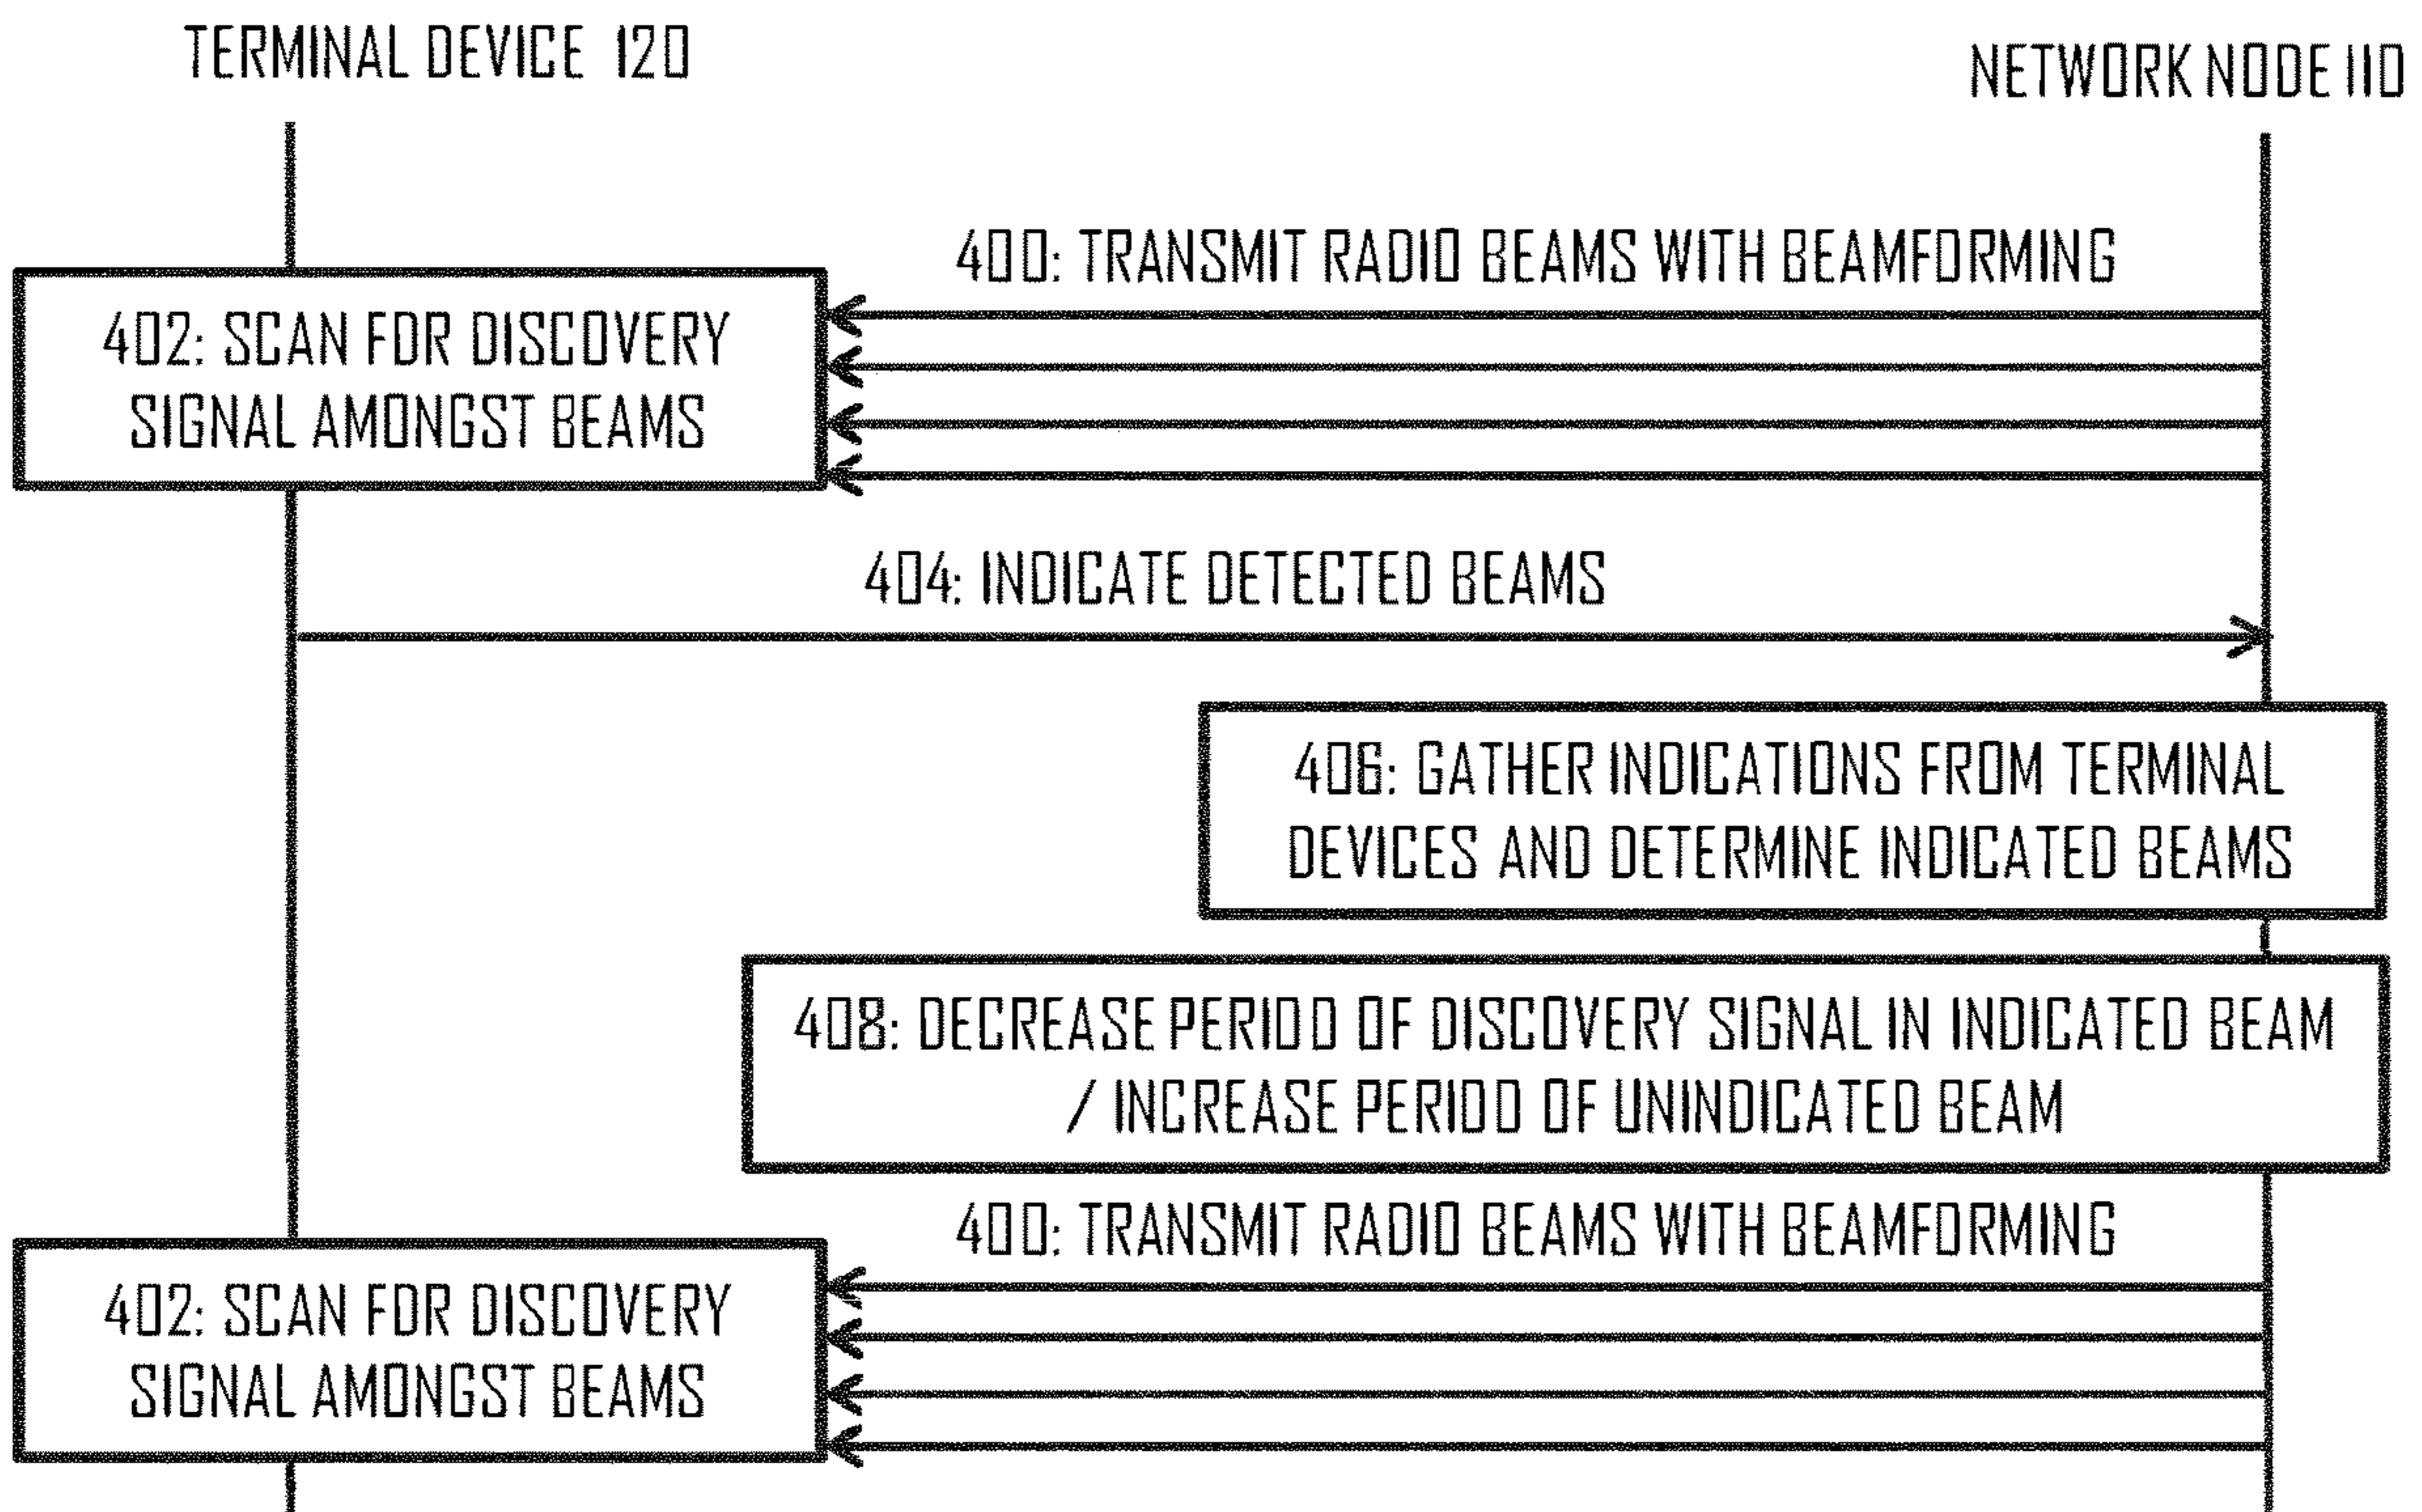 TERMINAL DEVICE 120
NETWORK NODE 110
400: TRANSMIT RADIO BEAMS WITH BEAMFORMING
402: SCAN FOR DISCOVERY
SIGNAL AMONGST BEAMS
404: INDICATE DETECTED BEAMS
406: GATHER INDICATIONS FROM TERMINAL
DEVICES AND DETERMINE INDICATED BEAMS
408: DECREASE PERIOD OF DISCOVERY SIGNAL IN INDICATED BEAM
/ INCREASE PERIOD OF UNINDICATED BEAM
400: TRANSMIT RADIO BEAMS WITH BEAMFORMING
402: SCAN FOR DISCOVERY
SIGNAL AMONGST BEAMS